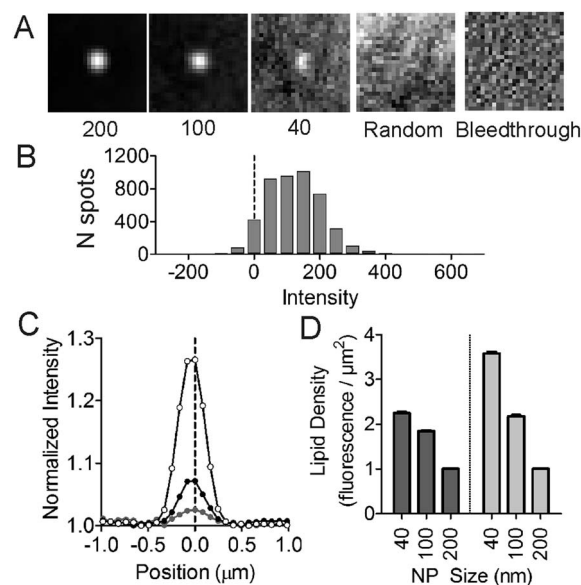 A
200 100 40 Random Bleedthrough
B
N spots
1200
800
400
0
-200 0 200 400 600
Intensity
C
Normalized Intensity
1.3
1.2
1.1
1.0
-1.0 -0.5 0.0 0.5 1.0
Position (μm)
D
Lipid Density
(fluorescence / μm²)
4
3
2
1
0
40 100 200 40 100 200
NP Size (nm)